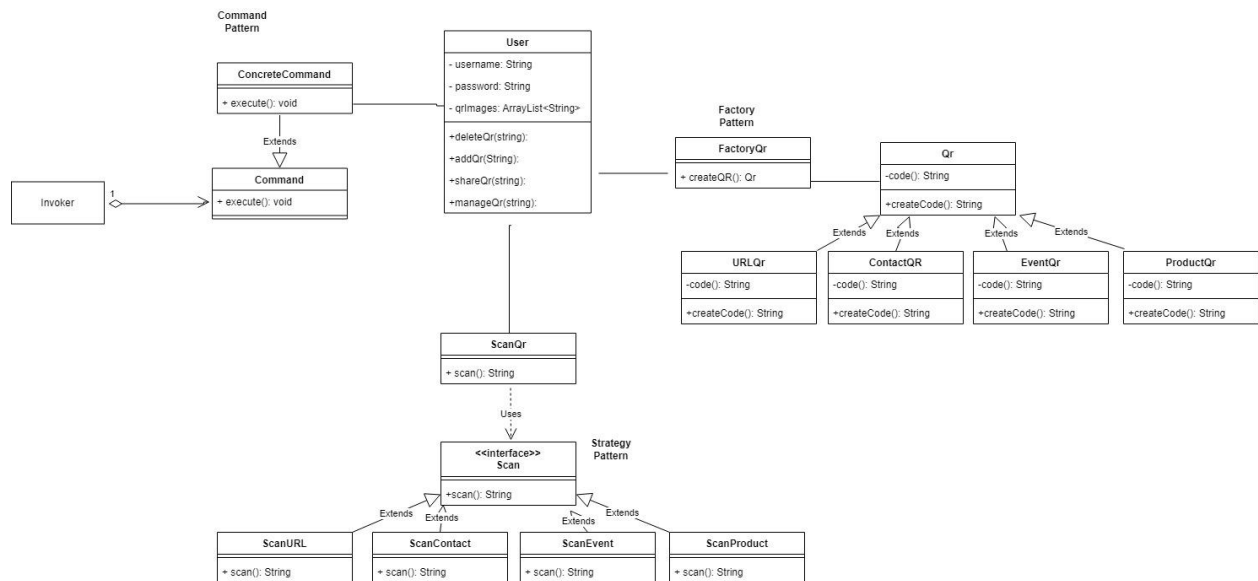 Command
Pattern
ConcreteCommand
+ execute(): void
Extends
Command
+ execute(): void
Invoker
1
User
- username: String
- password: String
- qrImages: ArrayList<String>
+deleteQr(string):
+addQr(String):
+shareQr(string):
+manageQr(string):
Factory
Pattern
FactoryQr
+ createQR(): Qr
Qr
-code(): String
+createCode(): String
Extends
Extends
Extends
Extends
URLQr
-code(): String
+createCode(): String
ContactQR
-code(): String
+createCode(): String
EventQr
-code(): String
+createCode(): String
ProductQr
-code(): String
+createCode(): String
ScanQr
+ scan(): String
Uses
Strategy
Pattern
<<interface>>
Scan
+scan(): String
Extends
Extends
Extends
Extends
ScanURL
+ scan(): String
ScanContact
+ scan(): String
ScanEvent
+ scan(): String
ScanProduct
+ scan(): String